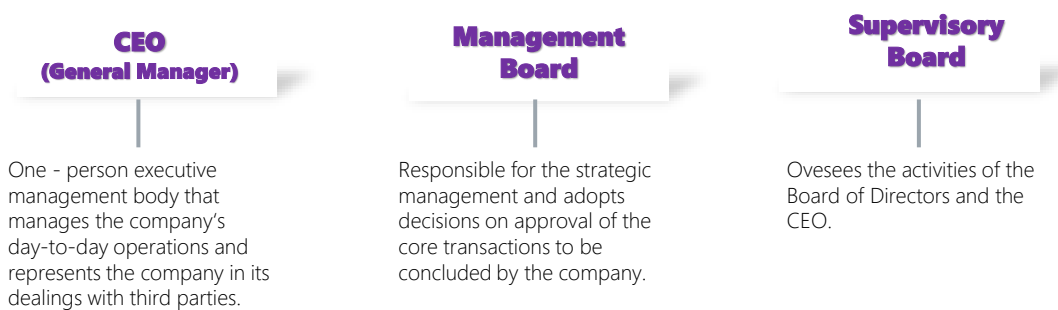 CEO
(General Manager)
One - person executive
management body that
manages the company’s
day-to-day operations and
represents the company in its
dealings with third parties.
Management
Board
Responsible for the strategic
management and adopts
decisions on approval of the
core transactions to be
concluded by the company.
Supervisory
Board
Ovesees the activities of the
Board of Directors and the
CEO.